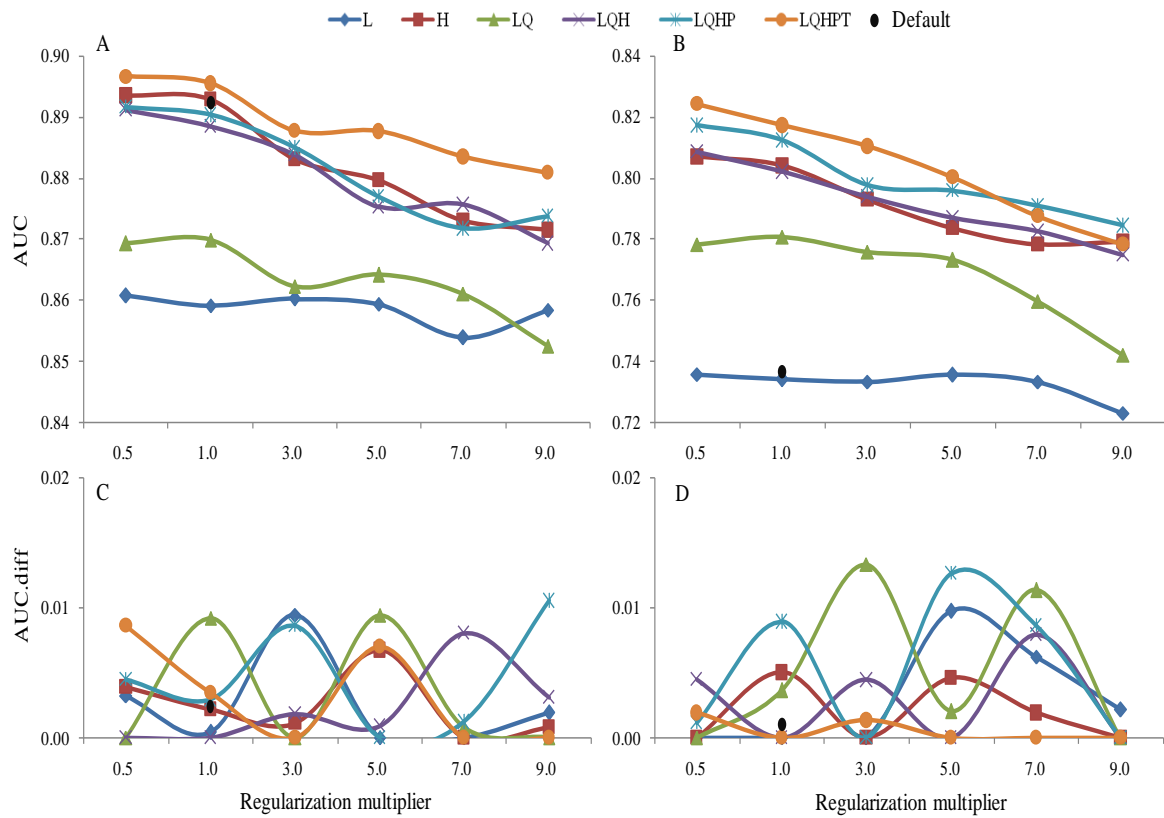 L H LQ LQH LQHP LQHPT Default
A
0.90
0.89
0.88
0.87
0.86
0.85
0.84
AUC
0.5 1.0 3.0 5.0 7.0 9.0
B
0.84
0.82
0.80
0.78
0.76
0.74
0.72
0.5 1.0 3.0 5.0 7.0 9.0
C
0.02
0.01
0.00
AUC.diff
0.5 1.0 3.0 5.0 7.0 9.0
Regularization multiplier
D
0.02
0.01
0.00
0.5 1.0 3.0 5.0 7.0 9.0
Regularization multiplier